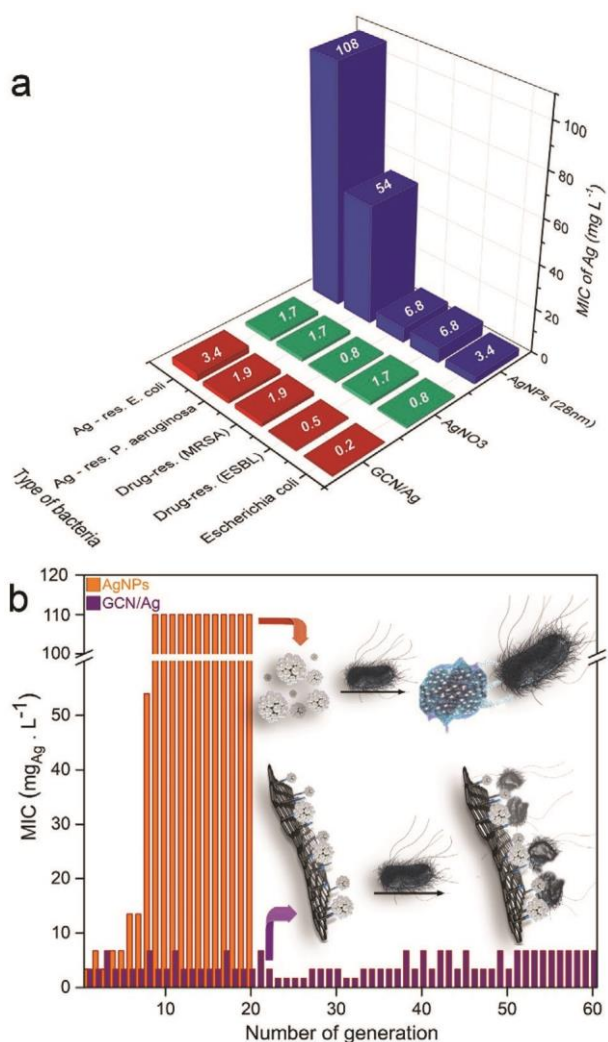 a
108
54
6.8
6.8
3.4
1.7
1.7
0.8
1.7
0.8
3.4
1.9
1.9
0.5
0.2
100
80
60
40
20
0
MIC of Ag (mg L⁻¹)
Ag - res. E. coli
Ag - res. P. aeruginosa
Drug-res. (MRSA)
Drug-res. (ESBL)
Escherichia coli
Type of bacteria
AgNPs (28nm)
AgNO3
GCN/Ag
b
AgNPs
GCN/Ag
120
110
100
50
40
30
20
10
0
MIC (mgAg · L⁻¹)
10 20 30 40 50 60
Number of generation